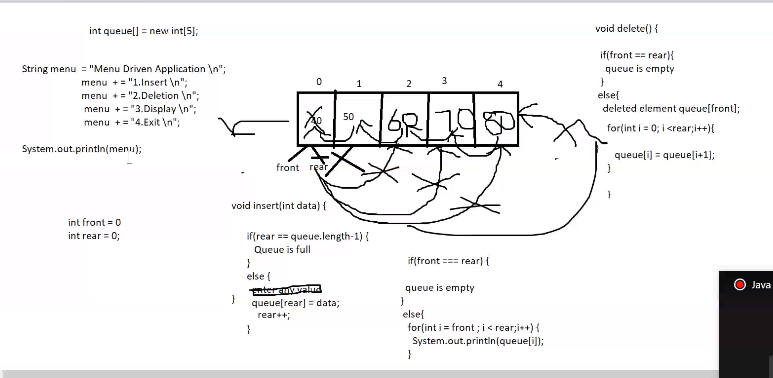 int queue[] = new int[5];
String menu = "Menu Driven Application \n";
menu + = "1.Insert \n";
menu + = "2.Deletion \n";
menu + = "3.Display \n";
menu + = "4.Exit \n";
System.out.println(menu);
int front = 0
int rear = 0;
0 1 2 3 4
40 50 60 70 80
front rear
void insert(int data) {
if(rear == queue.length-1) {
Queue is full
}
else {
enter any value
queue[rear] = data;
rear++;
}
}
if(front === rear) {
queue is empty
}
else{
for(int i = front ; i < rear;i++) {
System.out.println(queue[i]);
}
void delete() {
if(front == rear){
queue is empty
}
else{
deleted element queue[front];
for(int i = 0; i <rear;i++){
queue[i] = queue[i+1];
}
}
Java